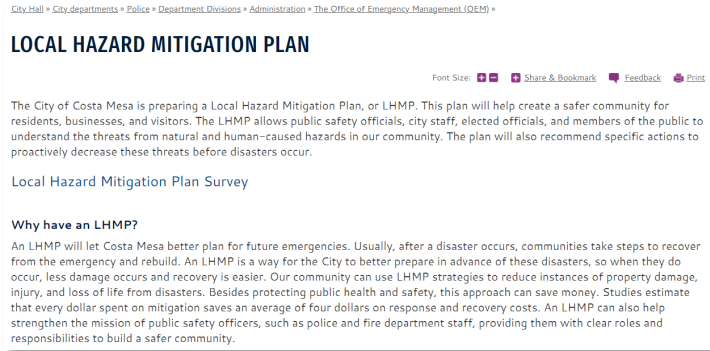 City Hall » City departments » Police » Department Divisions » Administration » The Office of Emergency Management (OEM) »
LOCAL HAZARD MITIGATION PLAN
Font Size: Share & Bookmark Feedback Print
The City of Costa Mesa is preparing a Local Hazard Mitigation Plan, or LHMP. This plan will help create a safer community for
residents, businesses, and visitors. The LHMP allows public safety officials, city staff, elected officials, and members of the public to
understand the threats from natural and human-caused hazards in our community. The plan will also recommend specific actions to
proactively decrease these threats before disasters occur.
Local Hazard Mitigation Plan Survey
Why have an LHMP?
An LHMP will let Costa Mesa better plan for future emergencies. Usually, after a disaster occurs, communities take steps to recover
from the emergency and rebuild. An LHMP is a way for the City to better prepare in advance of these disasters, so when they do
occur, less damage occurs and recovery is easier. Our community can use LHMP strategies to reduce instances of property damage,
injury, and loss of life from disasters. Besides protecting public health and safety, this approach can save money. Studies estimate
that every dollar spent on mitigation saves an average of four dollars on response and recovery costs. An LHMP can also help
strengthen the mission of public safety officers, such as police and fire department staff, providing them with clear roles and
responsibilities to build a safer community.